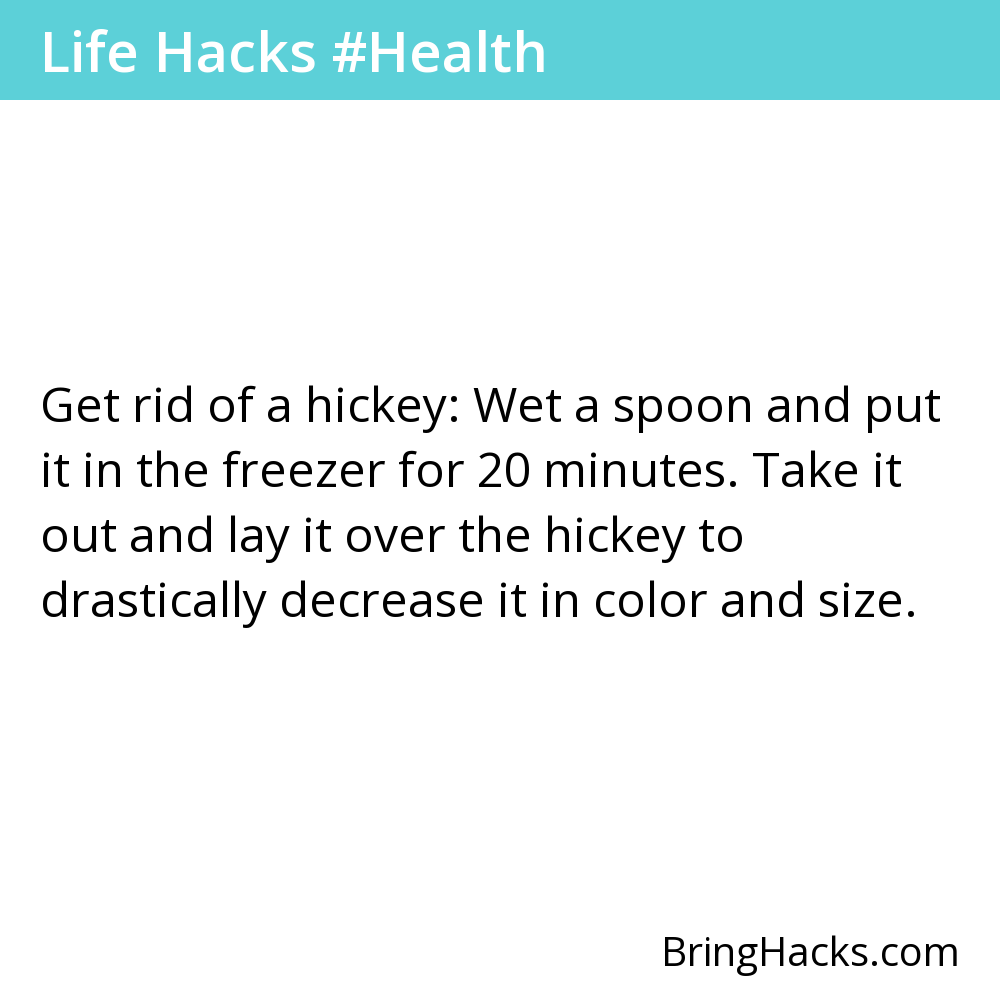 Life Hacks #Health
Get rid of a hickey: Wet a spoon and put
it in the freezer for 20 minutes. Take it
out and lay it over the hickey to
drastically decrease it in color and size.
BringHacks.com